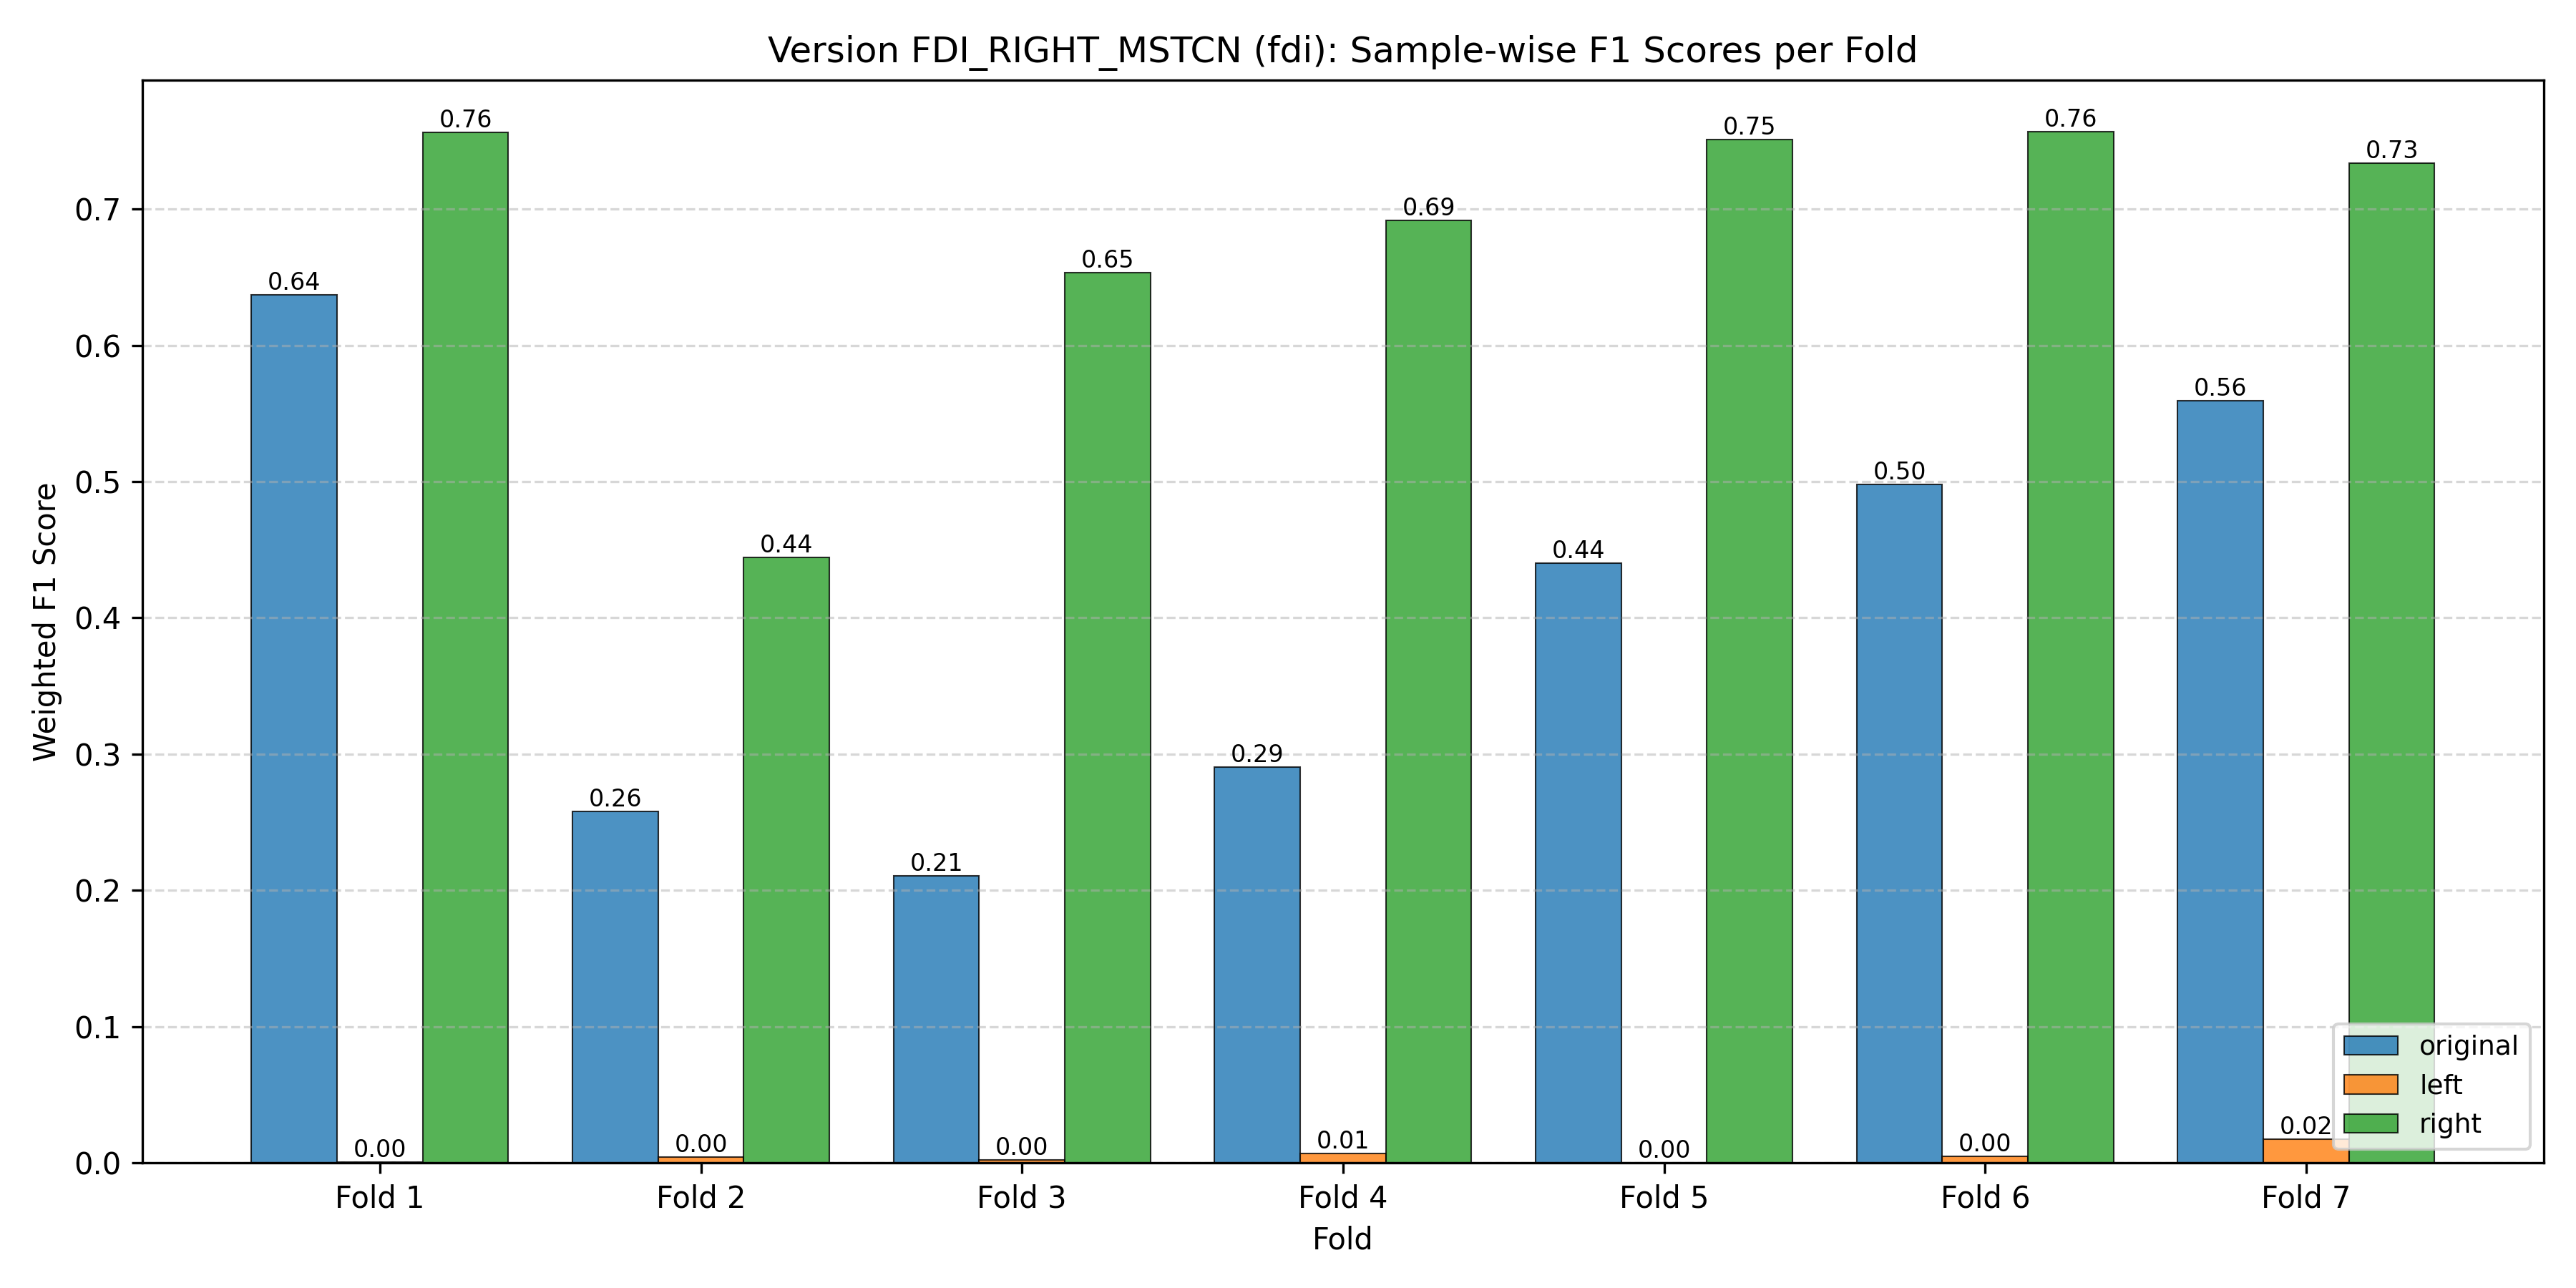 Version FDI_RIGHT_MSTCN (fdi): Sample-wise F1 Scores per Fold
Weighted F1 Score
0.7
0.6
0.5
0.4
0.3
0.2
0.1
0.0
0.64
0.00
0.76
0.26
0.00
0.44
0.21
0.00
0.65
0.29
0.01
0.69
0.44
0.00
0.75
0.50
0.00
0.76
0.56
0.02
0.73
original
left
right
Fold 1
Fold 2
Fold 3
Fold 4
Fold 5
Fold 6
Fold 7
Fold